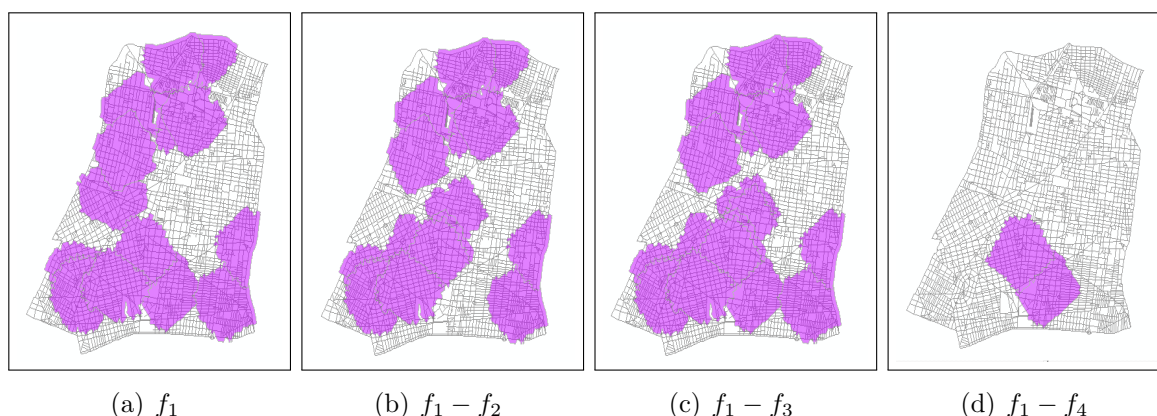 (a) f₁
(b) f₁ − f₂
(c) f₁ − f₃
(d) f₁ − f₄